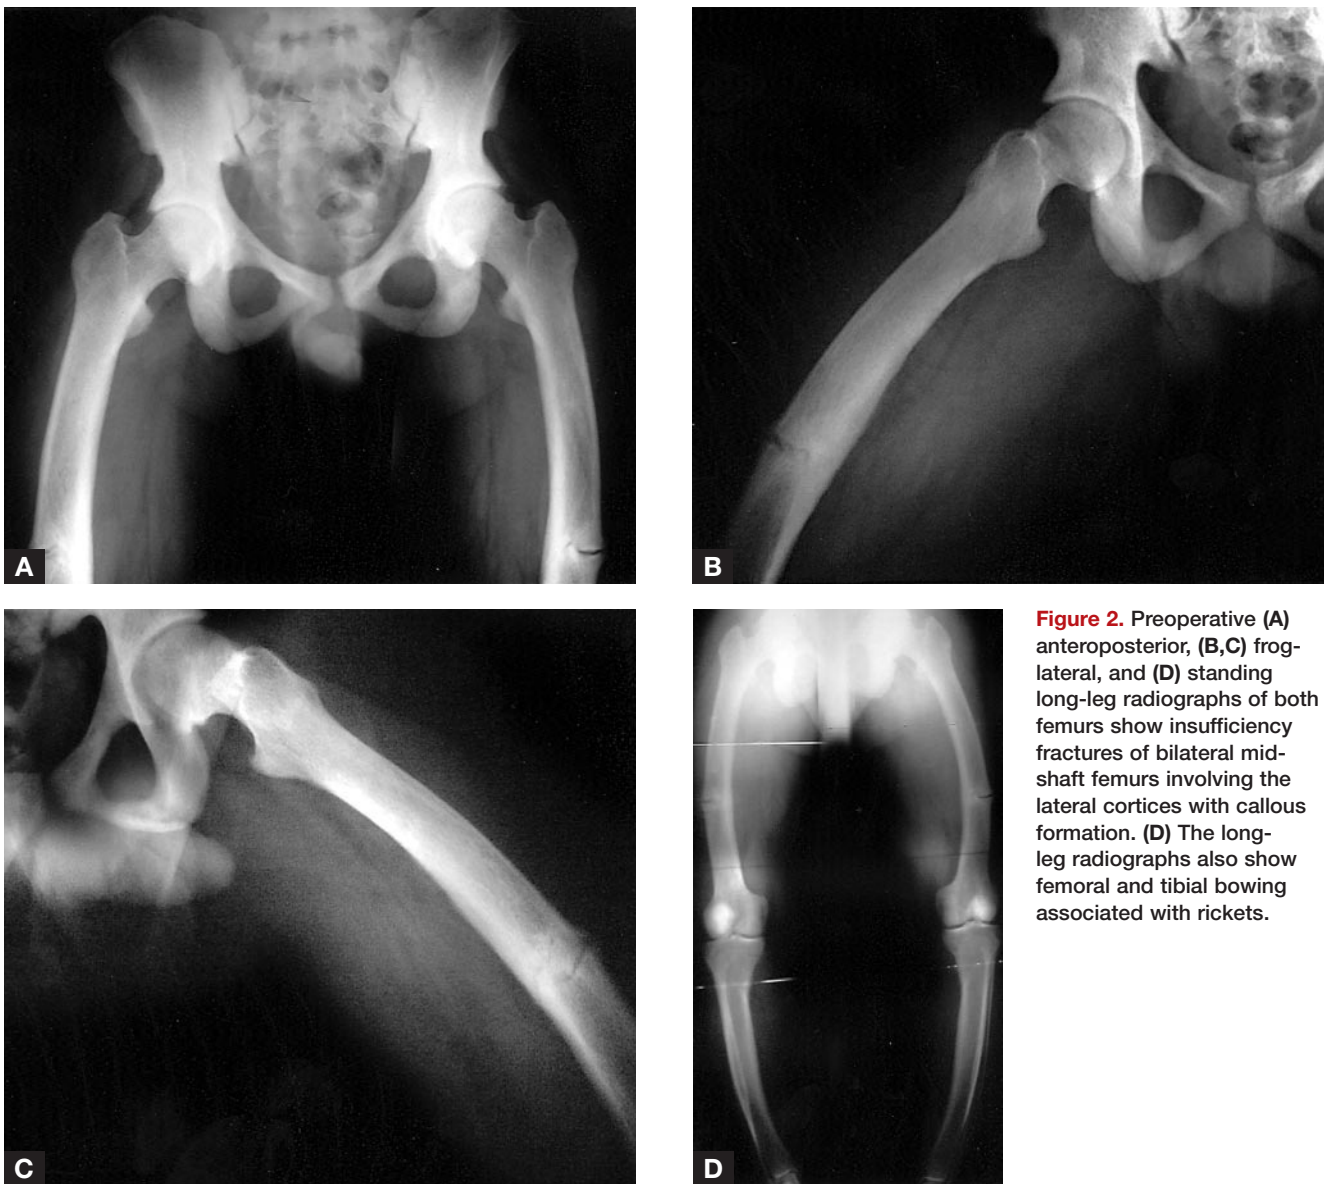 A
B
C
D
Figure 2. Preoperative (A)
anteroposterior, (B,C) frog-
lateral, and (D) standing
long-leg radiographs of both
femurs show insufficiency
fractures of bilateral mid-
shaft femurs involving the
lateral cortices with callous
formation. (D) The long-
leg radiographs also show
femoral and tibial bowing
associated with rickets.